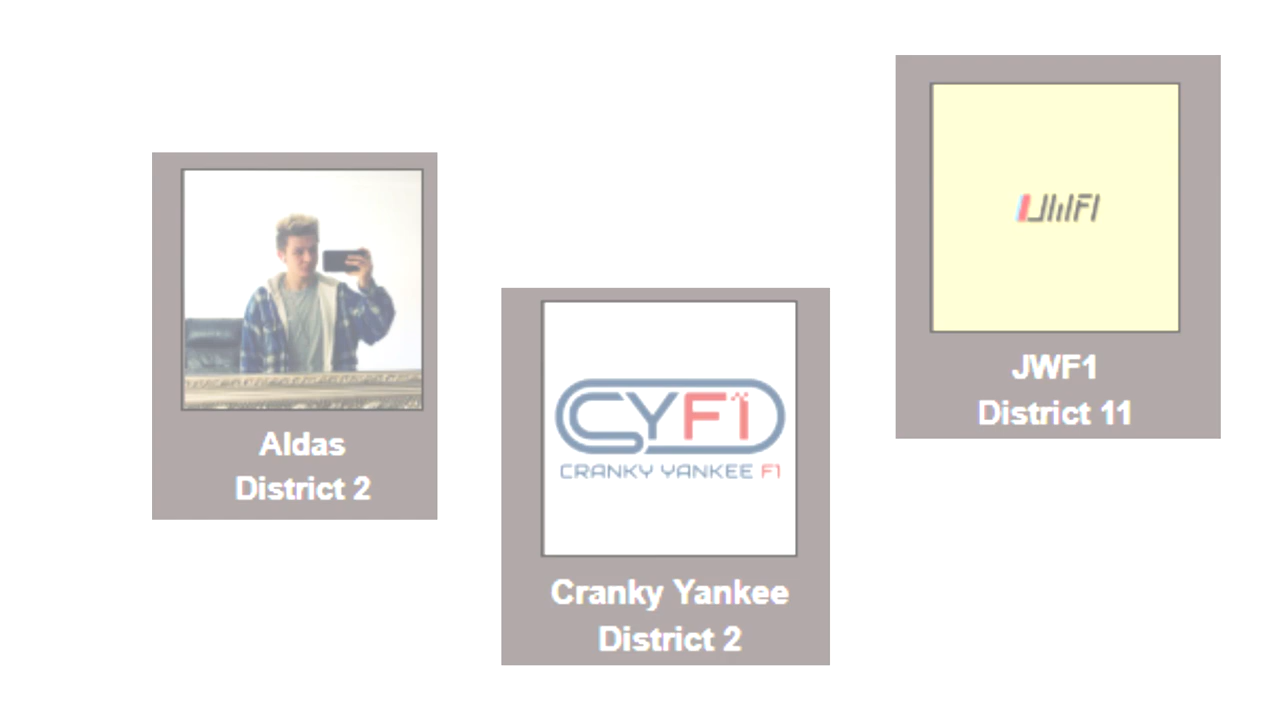 Aldas
District 2
CYF1
CRANKY YANKEE F1
Cranky Yankee
District 2
JWF1
JWF1
District 11